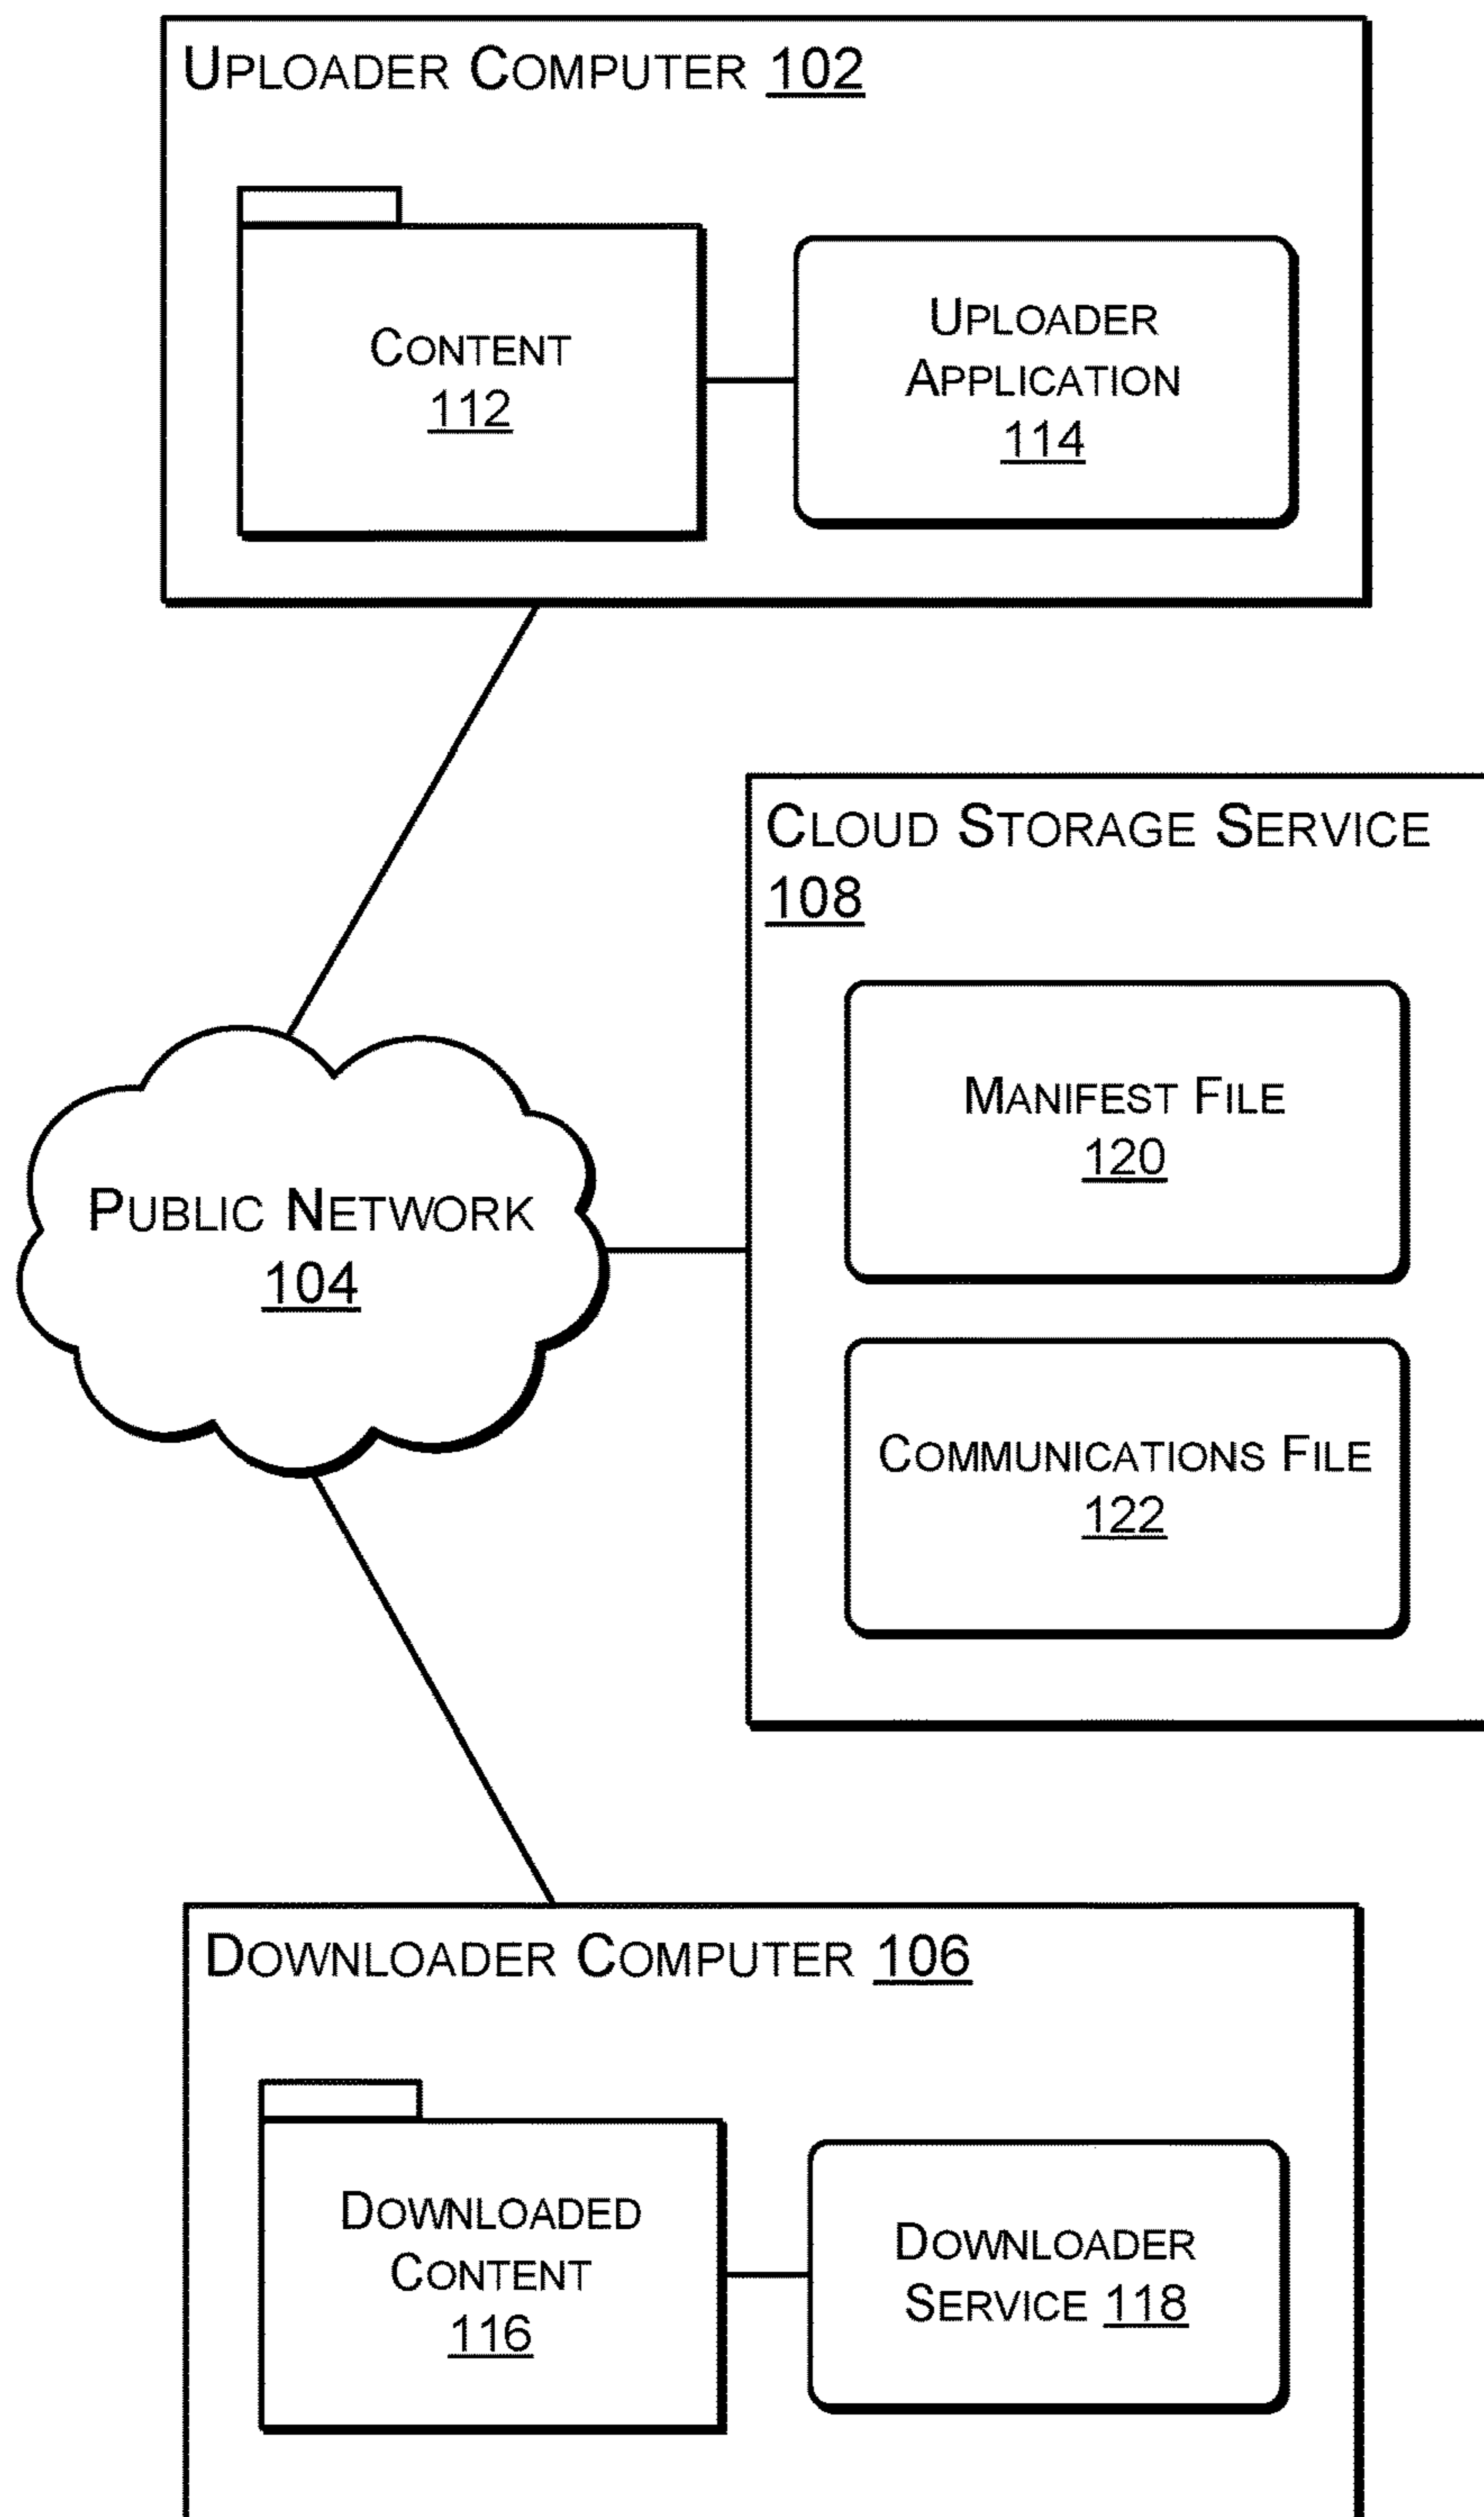 UPLOADER COMPUTER 102
CONTENT
112
UPLOADER
APPLICATION
114
CLOUD STORAGE SERVICE
108
MANIFEST FILE
120
PUBLIC NETWORK
104
COMMUNICATIONS FILE
122
DOWNLOADER COMPUTER 106
DOWNLOADED
CONTENT
116
DOWNLOADER
SERVICE 118